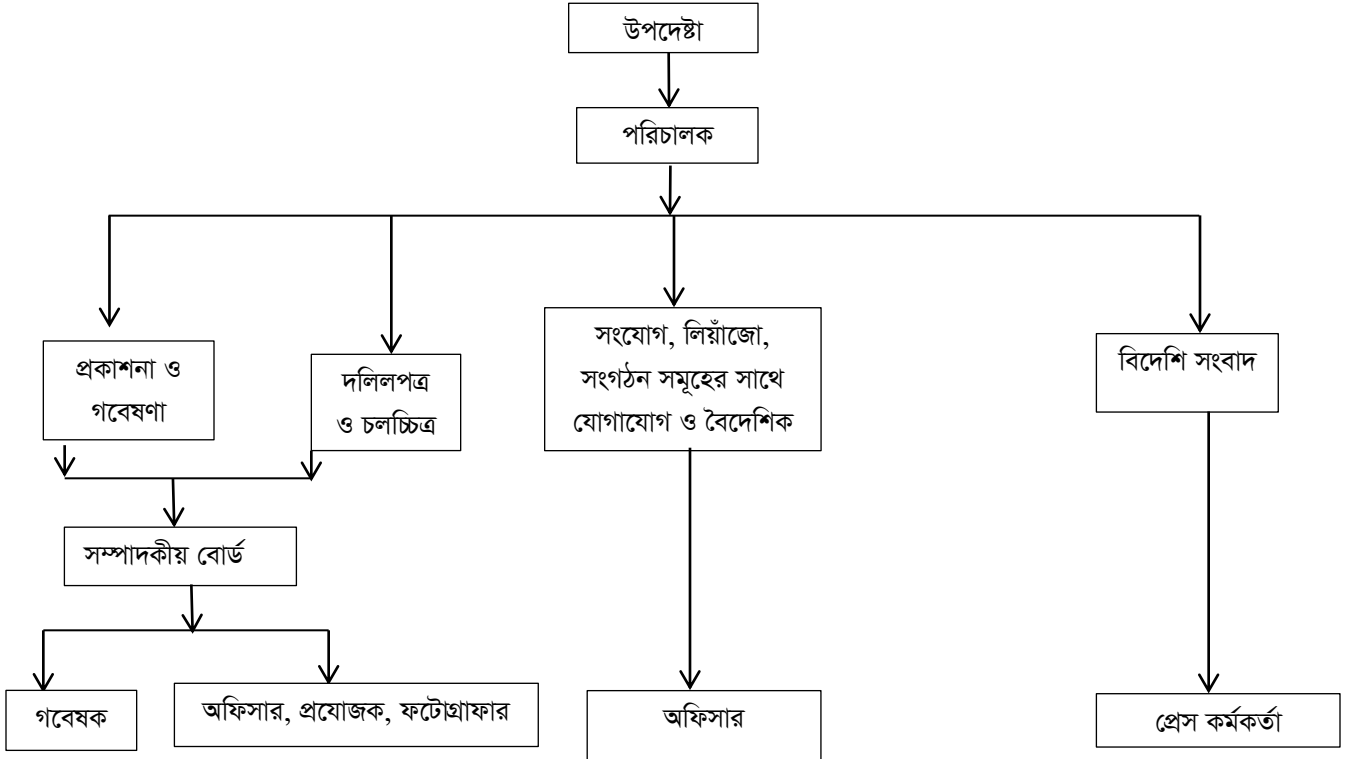 উপদেষ্টা
পরিচালক
প্রকাশনা ও
গবেষণা
দলিলপত্র
ও চলচ্চিত্র
সংযোগ, লিয়াঁজো,
সংগঠন সমূহের সাথে
যোগাযোগ ও বৈদেশিক
বিদেশি সংবাদ
সম্পাদকীয় বোর্ড
গবেষক
অফিসার, প্রযোজক, ফটোগ্রাফার
অফিসার
প্রেস কর্মকর্তা